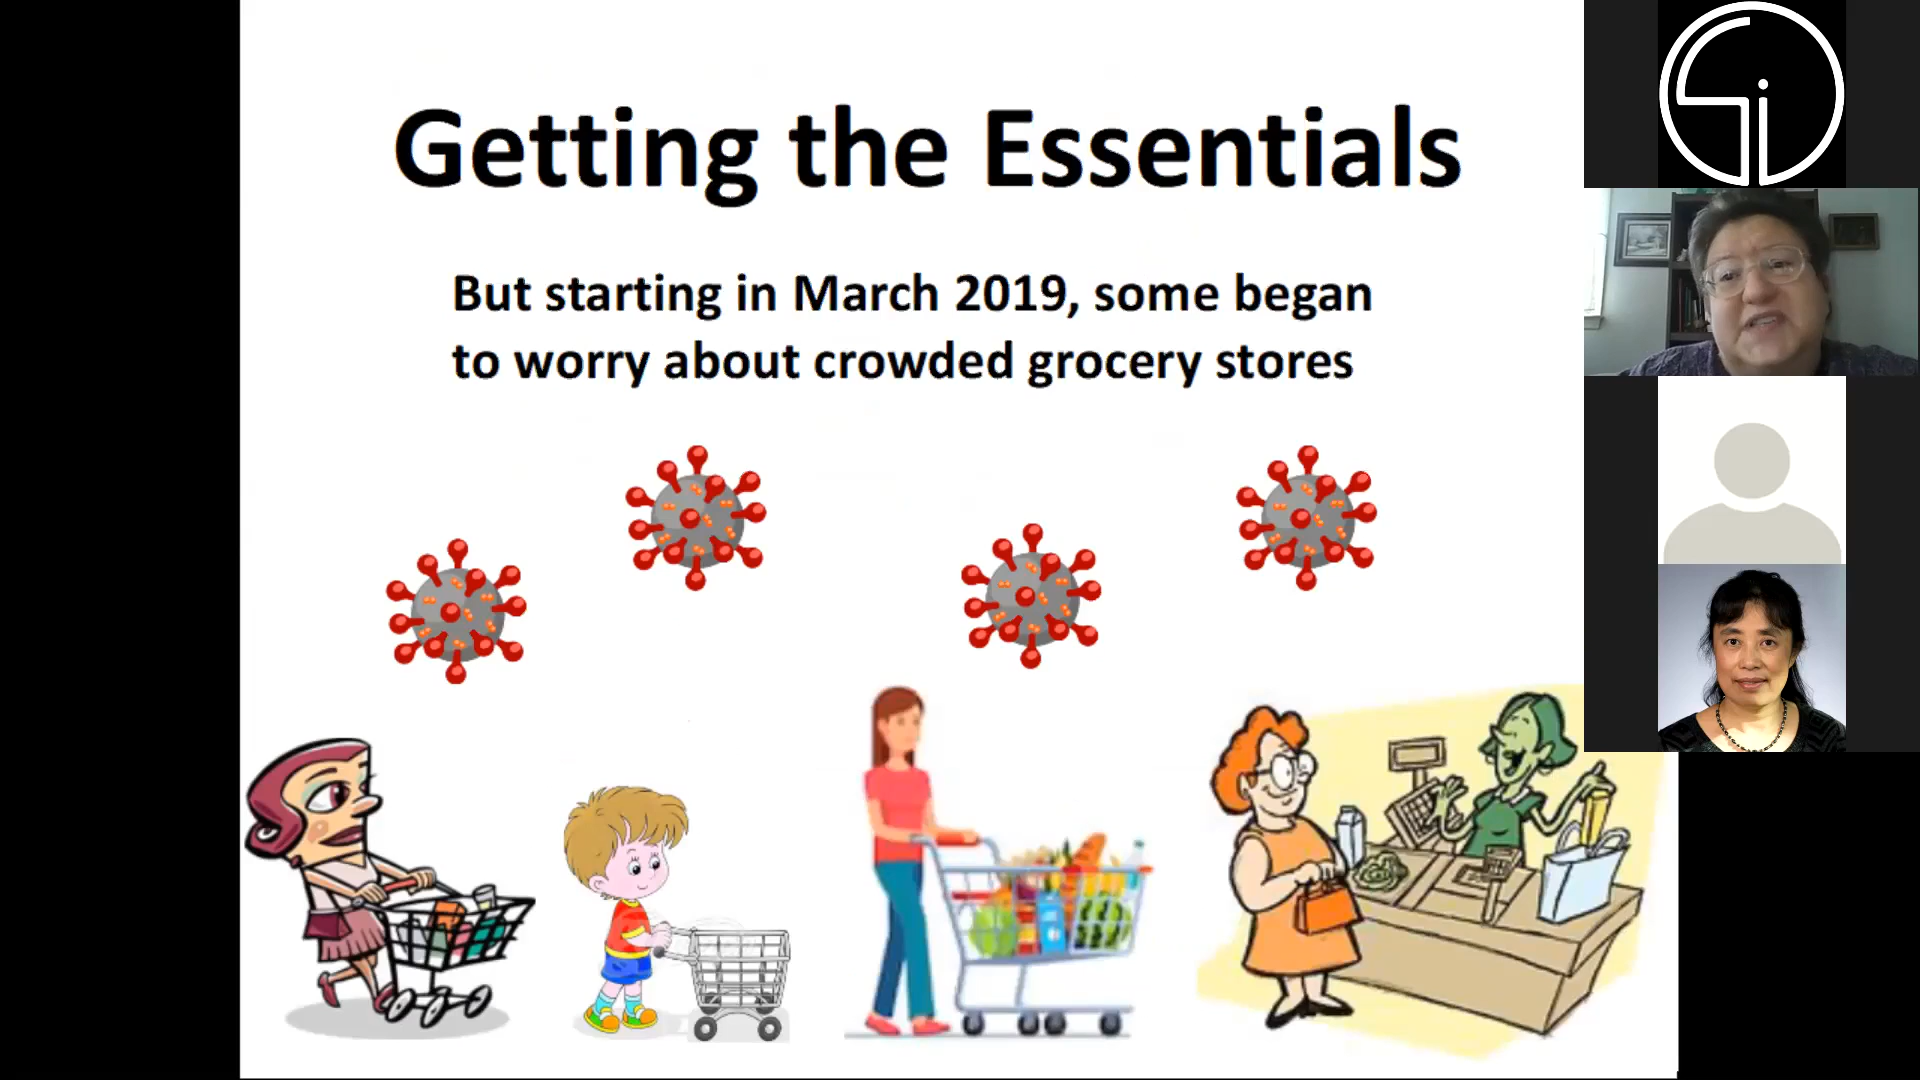 Getting the Essentials
But starting in March 2019, some began
to worry about crowded grocery stores